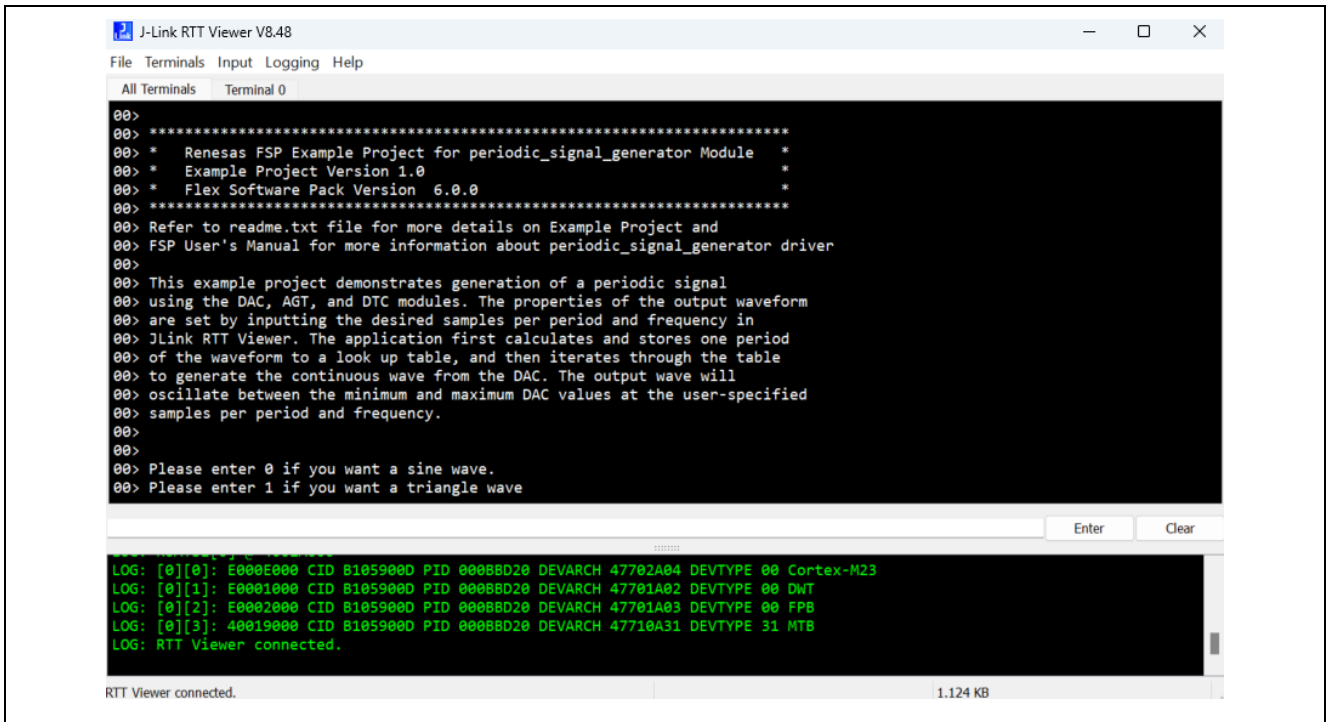 J-Link RTT Viewer V8.48
File Terminals Input Logging Help
All Terminals Terminal 0
00>
00> ************************************************************************
00> *   Renesas FSP Example Project for periodic_signal_generator Module   *
00> *   Example Project Version 1.0                                        *
00> *   Flex Software Pack Version  6.0.0                                  *
00> ************************************************************************
00> Refer to readme.txt file for more details on Example Project and
00> FSP User's Manual for more information about periodic_signal_generator driver
00>
00> This example project demonstrates generation of a periodic signal
00> using the DAC, AGT, and DTC modules. The properties of the output waveform
00> are set by inputting the desired samples per period and frequency in
00> JLink RTT Viewer. The application first calculates and stores one period
00> of the waveform to a look up table, and then iterates through the table
00> to generate the continuous wave from the DAC. The output wave will
00> oscillate between the minimum and maximum DAC values at the user-specified
00> samples per period and frequency.
00>
00>
00> Please enter 0 if you want a sine wave.
00> Please enter 1 if you want a triangle wave
Enter Clear
LOG: [0][0]: E000E000 CID B105900D PID 000BBD20 DEVARCH 47702A04 DEVTYPE 00 Cortex-M23
LOG: [0][1]: E0001000 CID B105900D PID 000BBD20 DEVARCH 47701A02 DEVTYPE 00 DWT
LOG: [0][2]: E0002000 CID B105900D PID 000BBD20 DEVARCH 47701A03 DEVTYPE 00 FPB
LOG: [0][3]: 40019000 CID B105900D PID 000BBD20 DEVARCH 47710A31 DEVTYPE 31 MTB
LOG: RTT Viewer connected.
RTT Viewer connected. 1.124 KB